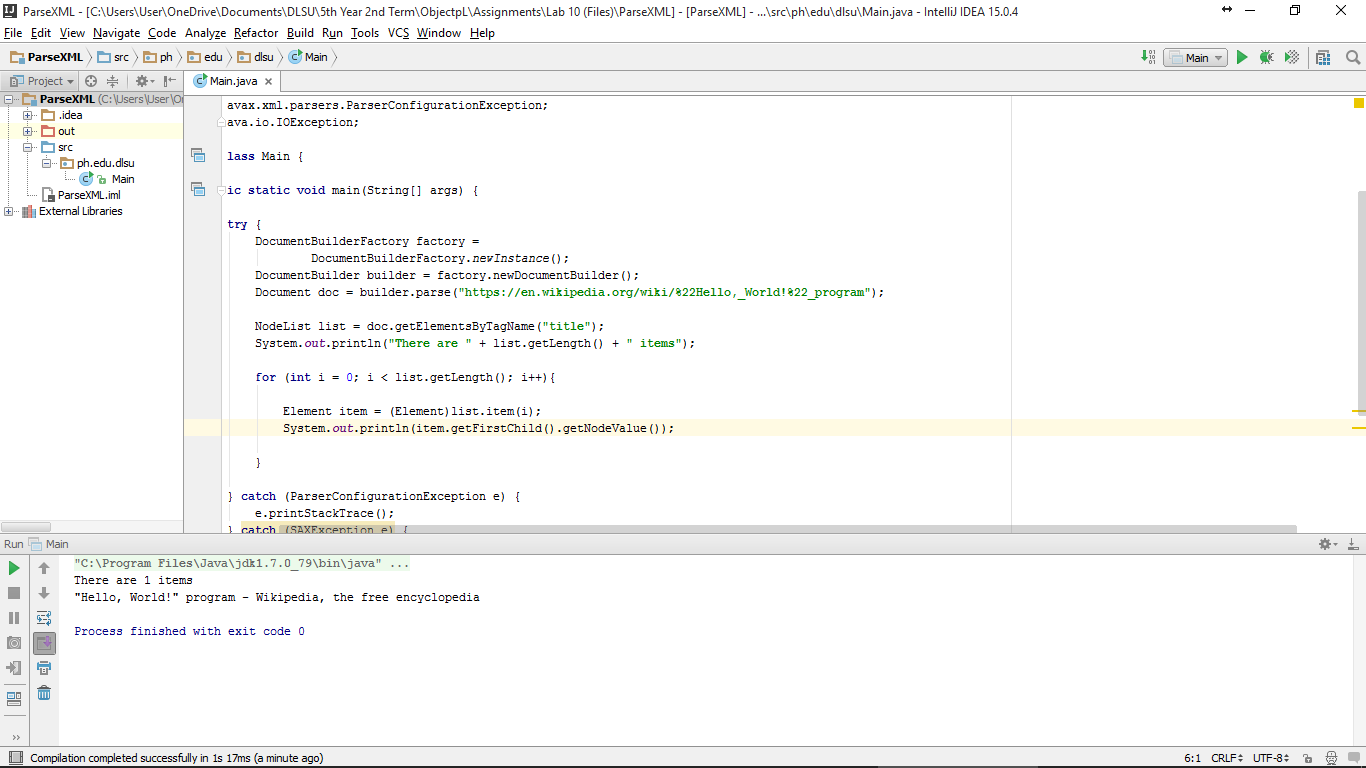 ParseXML - [C:\Users\User\OneDrive\Documents\DLSU\5th Year 2nd Term\ObjectpL\Assignments\Lab 10 (Files)\ParseXML] - [ParseXML] - ...\src\ph\edu\dlsu\Main.java - IntelliJ IDEA 15.0.4
File Edit View Navigate Code Analyze Refactor Build Run Tools VCS Window Help
ParseXML src ph edu dlsu Main
Main
Project
Main.java
ParseXML (C:\Users\User\O
.idea
out
src
ph.edu.dlsu
Main
ParseXML.iml
External Libraries
avax.xml.parsers.ParserConfigurationException;
ava.io.IOException;
lass Main {
ic static void main(String[] args) {
try {
DocumentBuilderFactory factory =
DocumentBuilderFactory.newInstance();
DocumentBuilder builder = factory.newDocumentBuilder();
Document doc = builder.parse("https://en.wikipedia.org/wiki/%22Hello,_World!%22_program");
NodeList list = doc.getElementsByTagName("title");
System.out.println("There are " + list.getLength() + " items");
for (int i = 0; i < list.getLength(); i++){
Element item = (Element)list.item(i);
System.out.println(item.getFirstChild().getNodeValue());
}
} catch (ParserConfigurationException e) {
e.printStackTrace();
} catch (SAXException e) {
Run Main
"C:\Program Files\Java\jdk1.7.0_79\bin\java" ...
There are 1 items
"Hello, World!" program - Wikipedia, the free encyclopedia
Process finished with exit code 0
Compilation completed successfully in 1s 17ms (a minute ago)
6:1 CRLF UTF-8